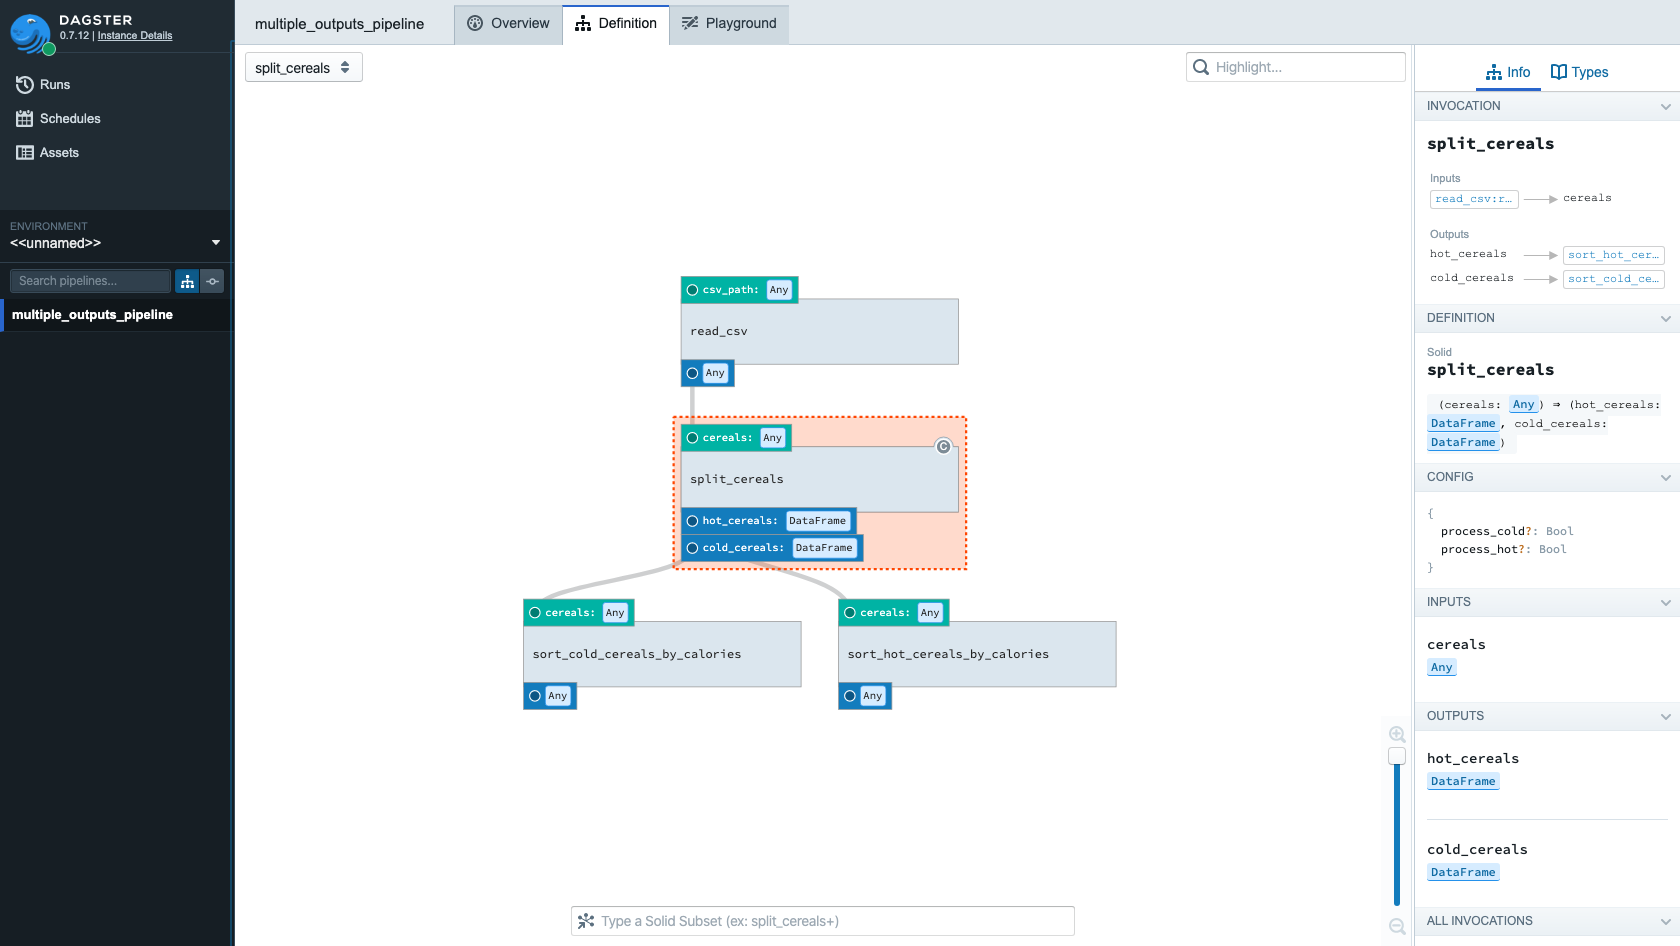 DAGSTER
0.7.12 | Instance Details
Runs
Schedules
Assets
ENVIRONMENT
<<unnamed>>
Search pipelines...
multiple_outputs_pipeline
multiple_outputs_pipeline
Overview
Definition
Playground
split_cereals
Highlight...
csv_path: Any
read_csv
Any
cereals: Any
C
split_cereals
hot_cereals: DataFrame
cold_cereals: DataFrame
cereals: Any
sort_cold_cereals_by_calories
Any
cereals: Any
sort_hot_cereals_by_calories
Any
Type a Solid Subset (ex: split_cereals+)
Info
Types
INVOCATION
split_cereals
Inputs
read_csv:r… cereals
Outputs
hot_cereals sort_hot_cer…
cold_cereals sort_cold_ce…
DEFINITION
Solid
split_cereals
(cereals: Any) ⇒ (hot_cereals:
DataFrame, cold_cereals:
DataFrame)
CONFIG
{
process_cold?: Bool
process_hot?: Bool
}
INPUTS
cereals
Any
OUTPUTS
hot_cereals
DataFrame
cold_cereals
DataFrame
ALL INVOCATIONS